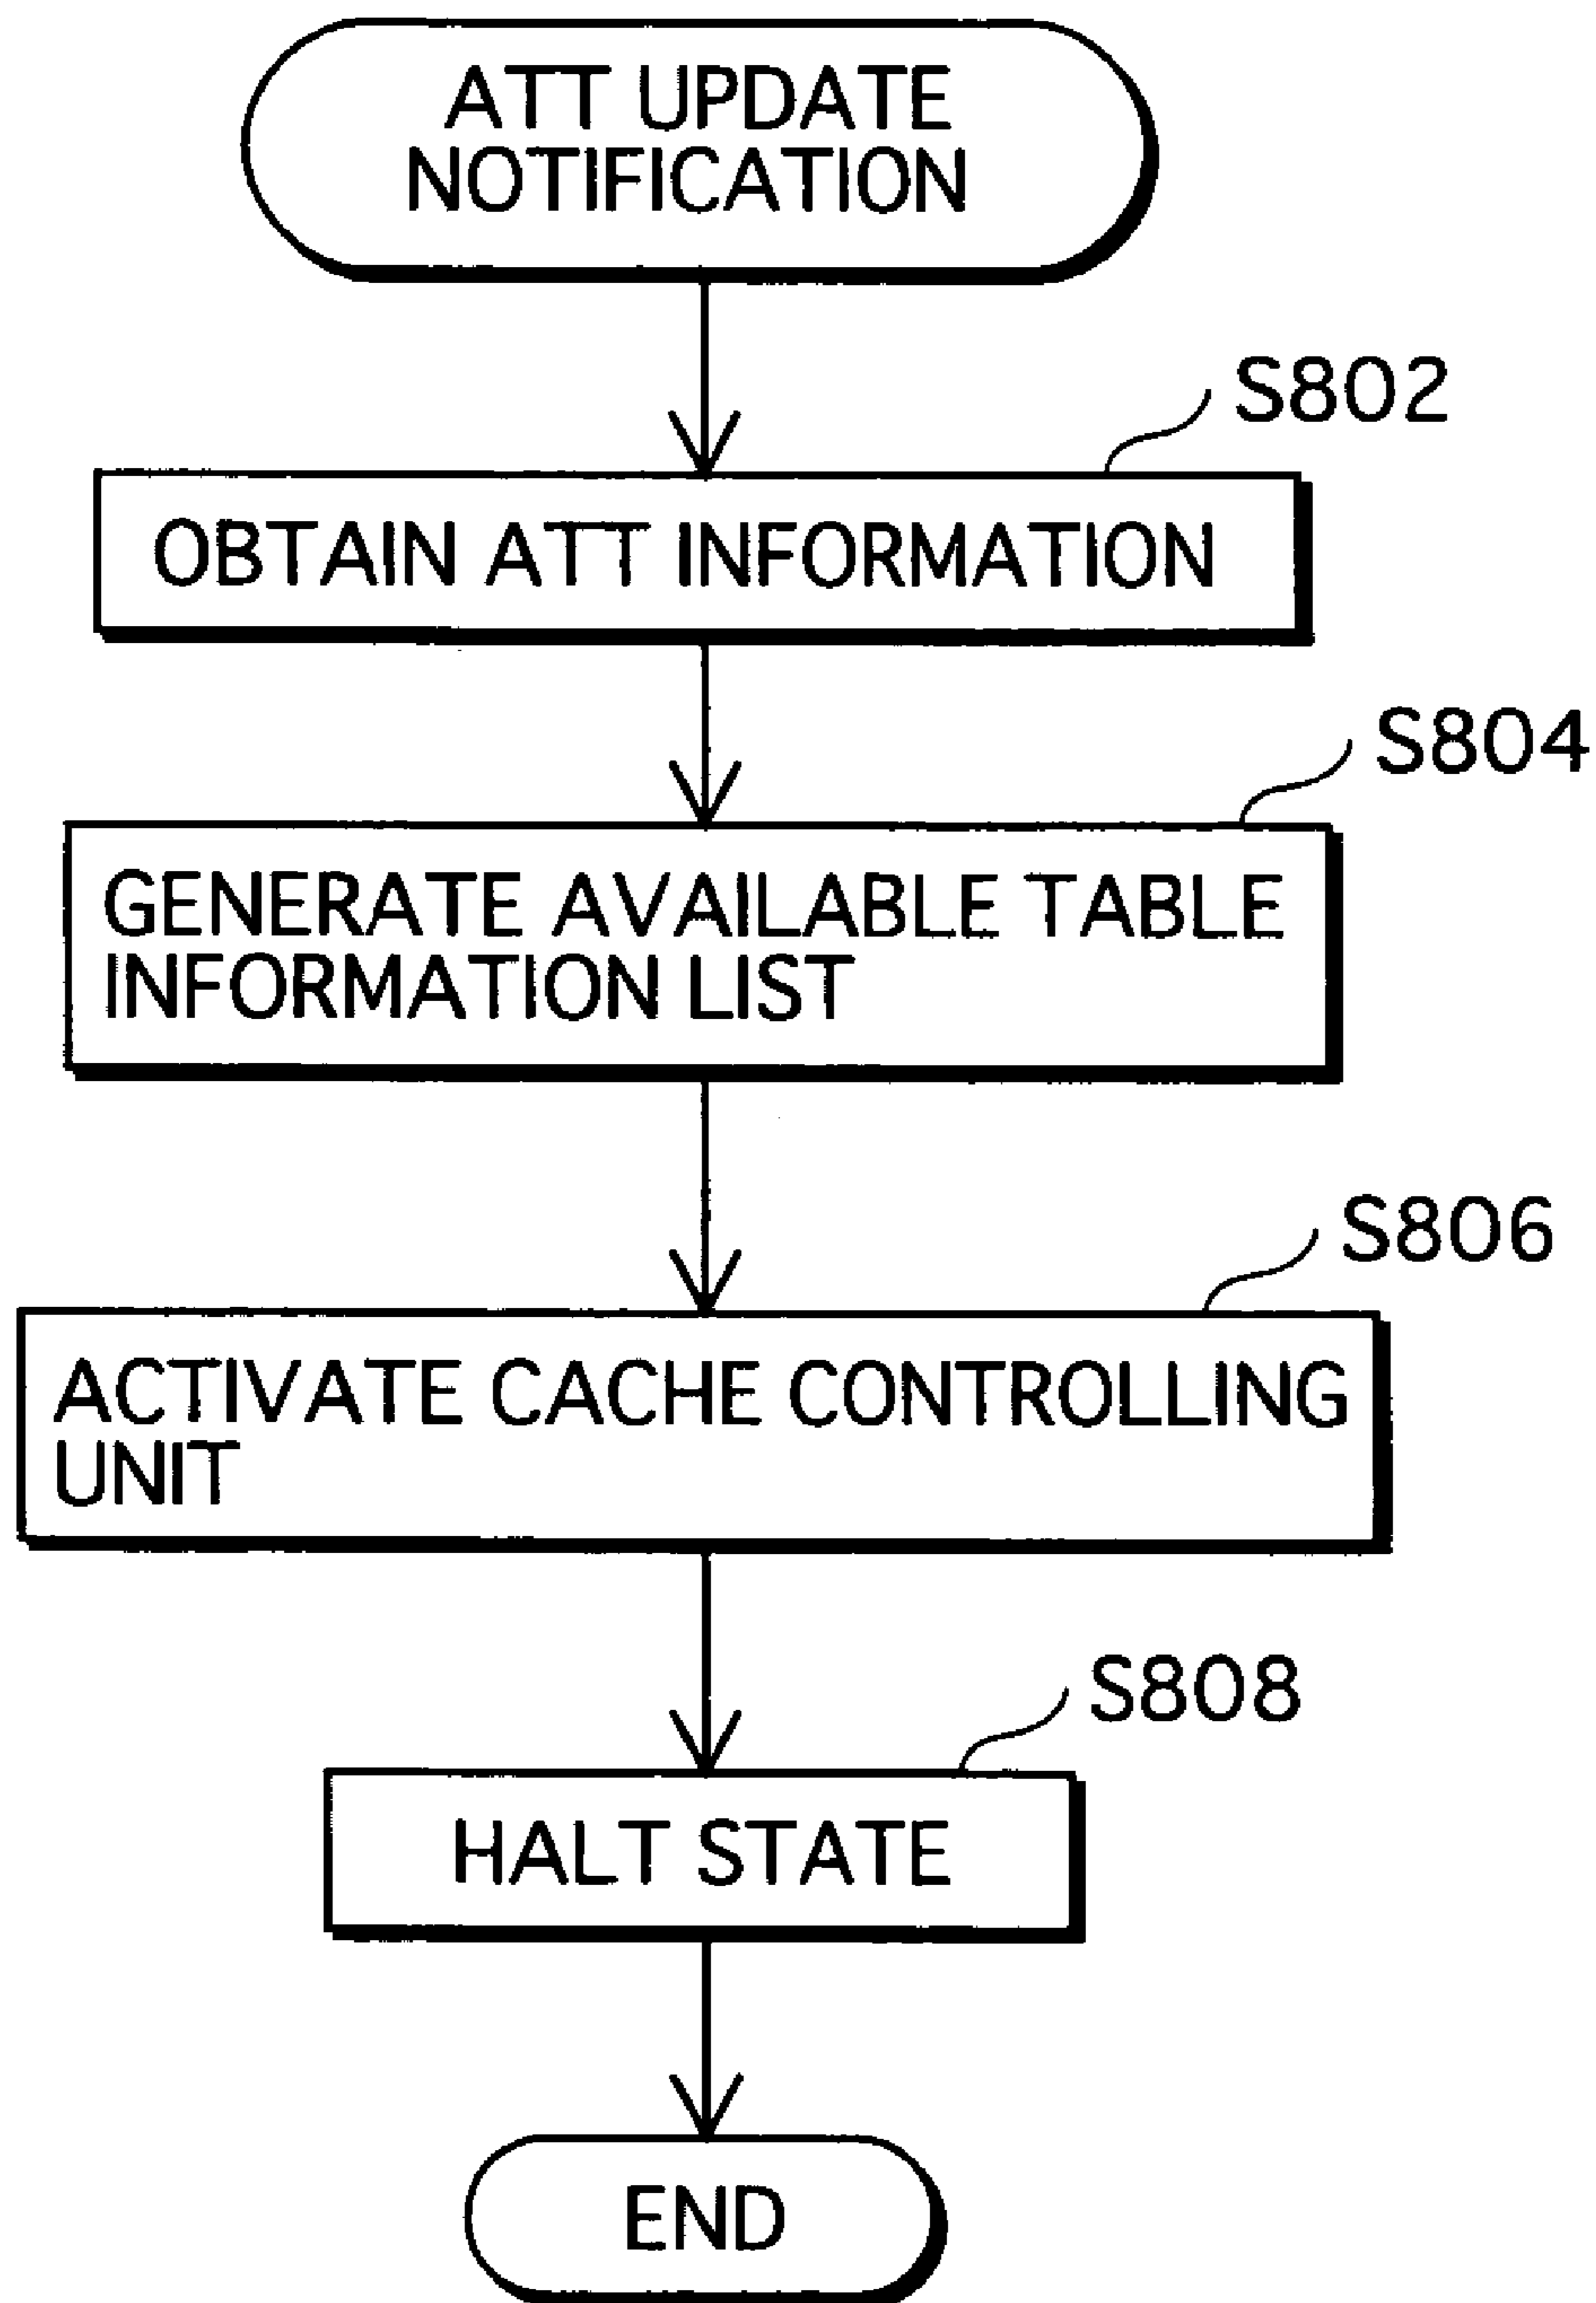 ATT UPDATE
NOTIFICATION
S802
OBTAIN ATT INFORMATION
S804
GENERATE AVAILABLE TABLE
INFORMATION LIST
S806
ACTIVATE CACHE CONTROLLING
UNIT
S808
HALT STATE
END